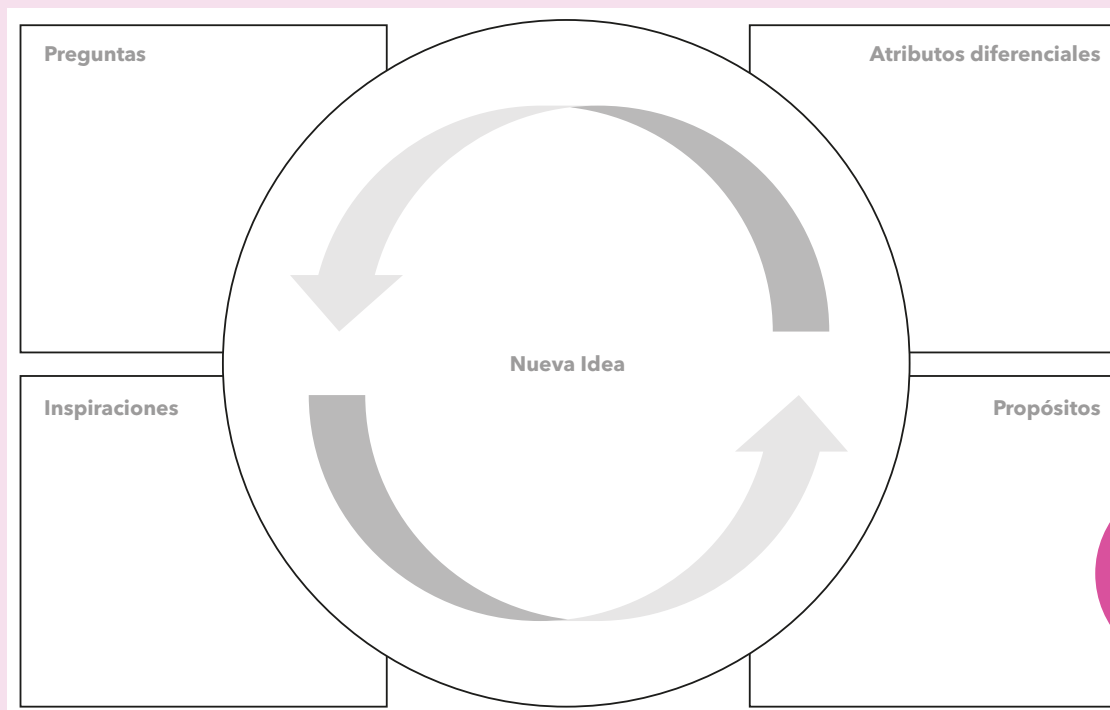 Preguntas
Atributos diferenciales
Nueva Idea
Inspiraciones
Propósitos